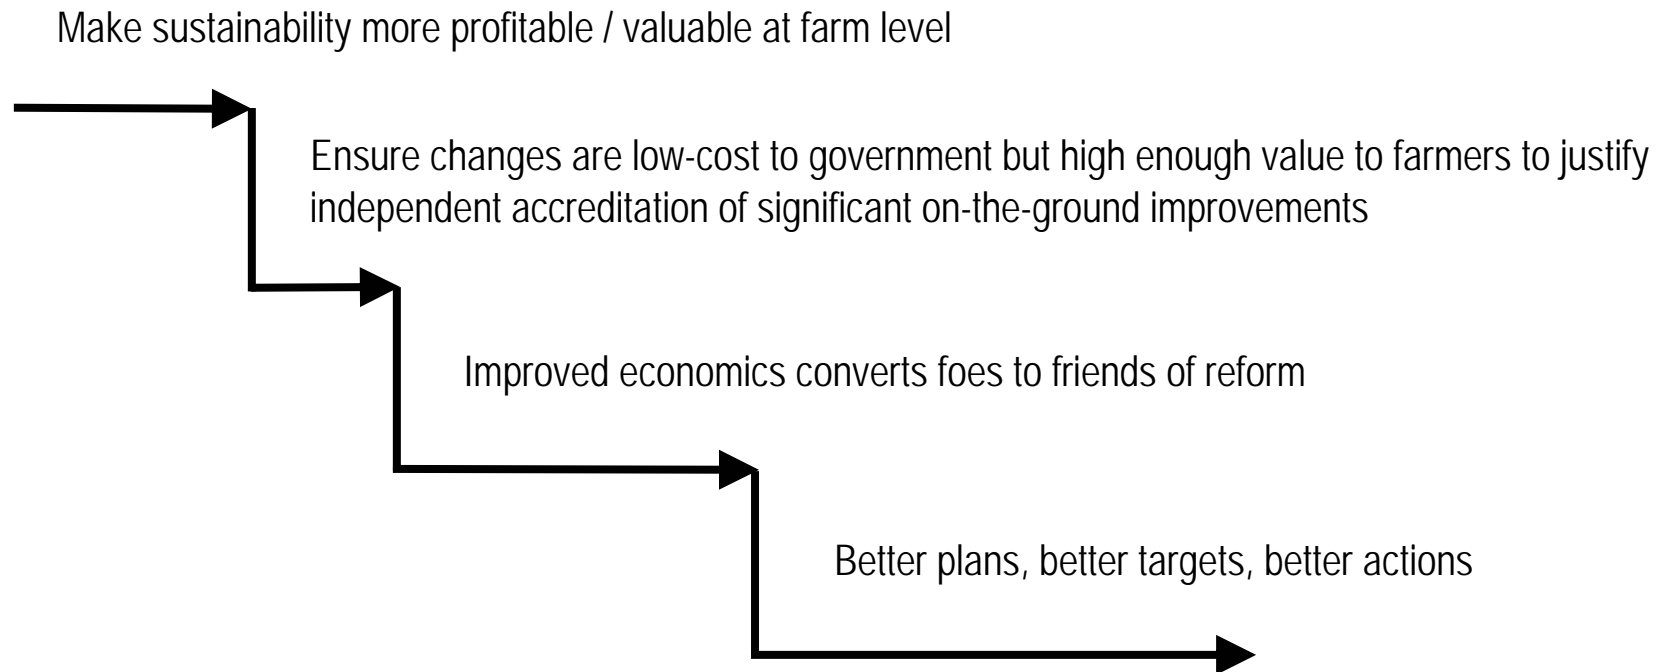 Make sustainability more profitable / valuable at farm level
Ensure changes are low-cost to government but high enough value to farmers to justify
independent accreditation of significant on-the-ground improvements
Improved economics converts foes to friends of reform
Better plans, better targets, better actions